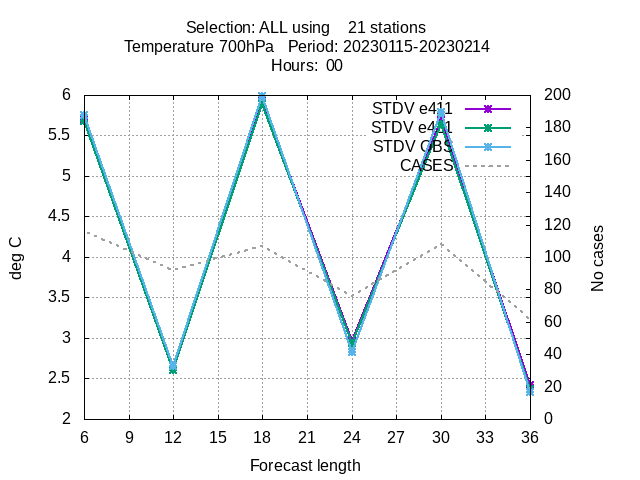 Selection: ALL using 21 stations
Temperature 700hPa Period: 20230115-20230214
Hours: 00
6 200
5.5 180
5 160
4.5 140
4 120
3.5 100
3 80
2.5 60
2 40
20
0
STDV e411
STDV
STDV OBS
CASES
deg C
No cases
6 9 12 15 18 21 24 27 30 33 36
Forecast length